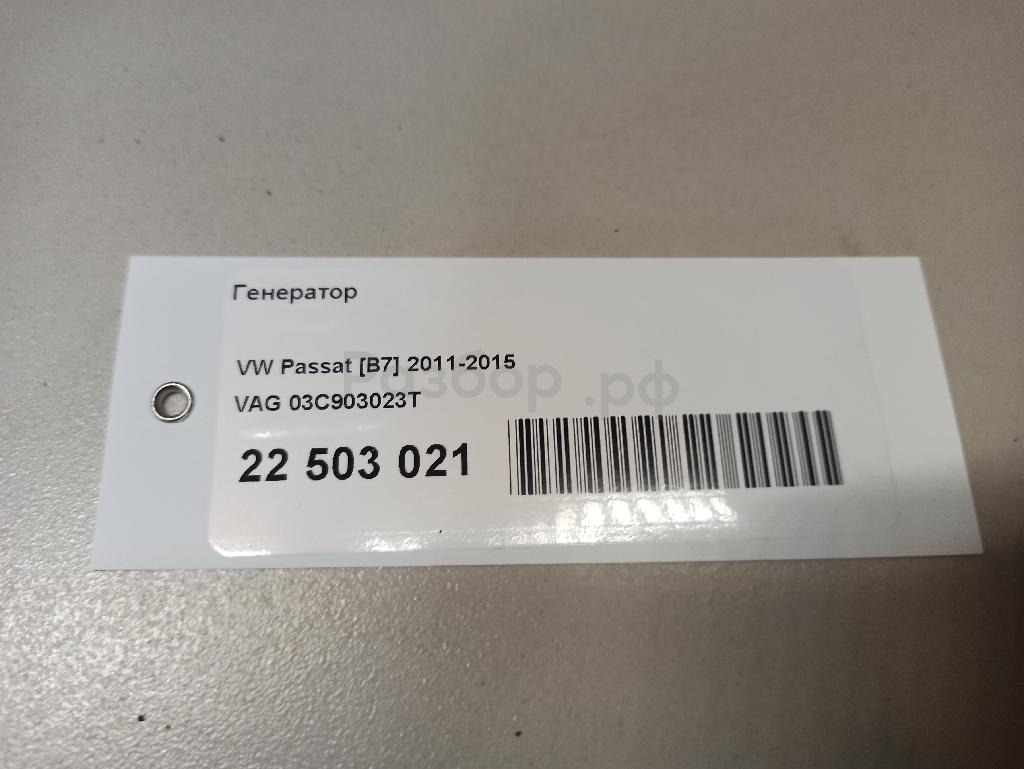 Генератор
VW Passat [B7] 2011-2015
Разбор.рф
VAG 03C903023T
22 503 021